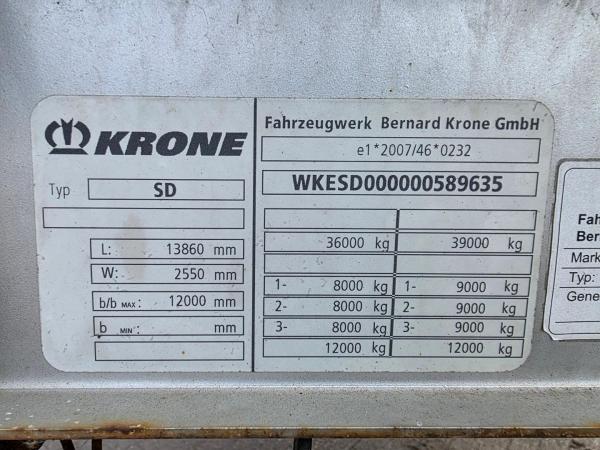 KRONE
Typ SD
L: 13860 mm
W: 2550 mm
b/b MAX: 12000 mm
b MIN: mm
Fahrzeugwerk Bernard Krone GmbH
e1*2007/46*0232
WKESD000000589635
36000 kg 39000 kg
1- 8000 kg 1- 9000 kg
2- 8000 kg 2- 9000 kg
3- 8000 kg 3- 9000 kg
12000 kg 12000 kg
Fah
Ber
Mark
Typ:
Gene